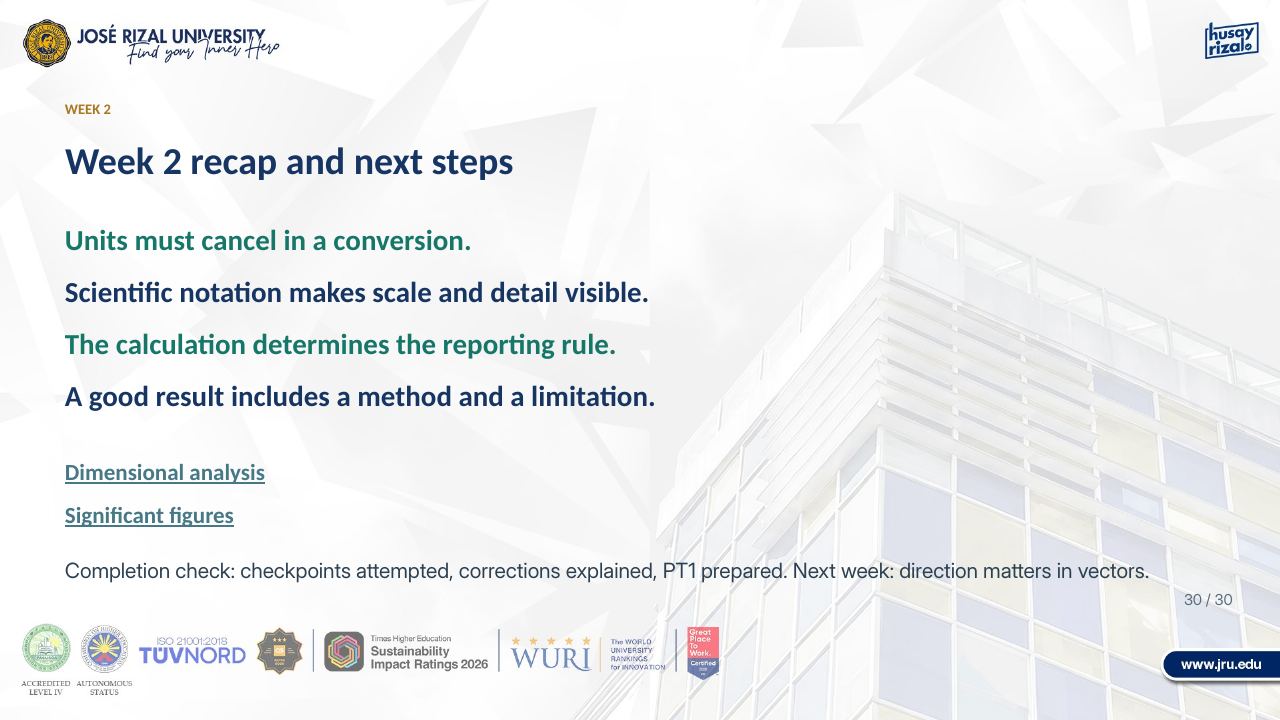 JOSÉ RIZAL UNIVERSITY
Find your Inner Hero
husay
rizal
WEEK 2
Week 2 recap and next steps
Units must cancel in a conversion.
Scientific notation makes scale and detail visible.
The calculation determines the reporting rule.
A good result includes a method and a limitation.
Dimensional analysis
Significant figures
Completion check: checkpoints attempted, corrections explained, PT1 prepared. Next week: direction matters in vectors.
30 / 30
ACCREDITED
LEVEL IV
AUTONOMOUS
STATUS
ISO 21001:2018
TÜVNORD
Times Higher Education
Sustainability
Impact Ratings 2026
WURI
The WORLD
UNIVERSITY
RANKINGS
for INNOVATION
Great
Place
To
Work.
Certified
www.jru.edu